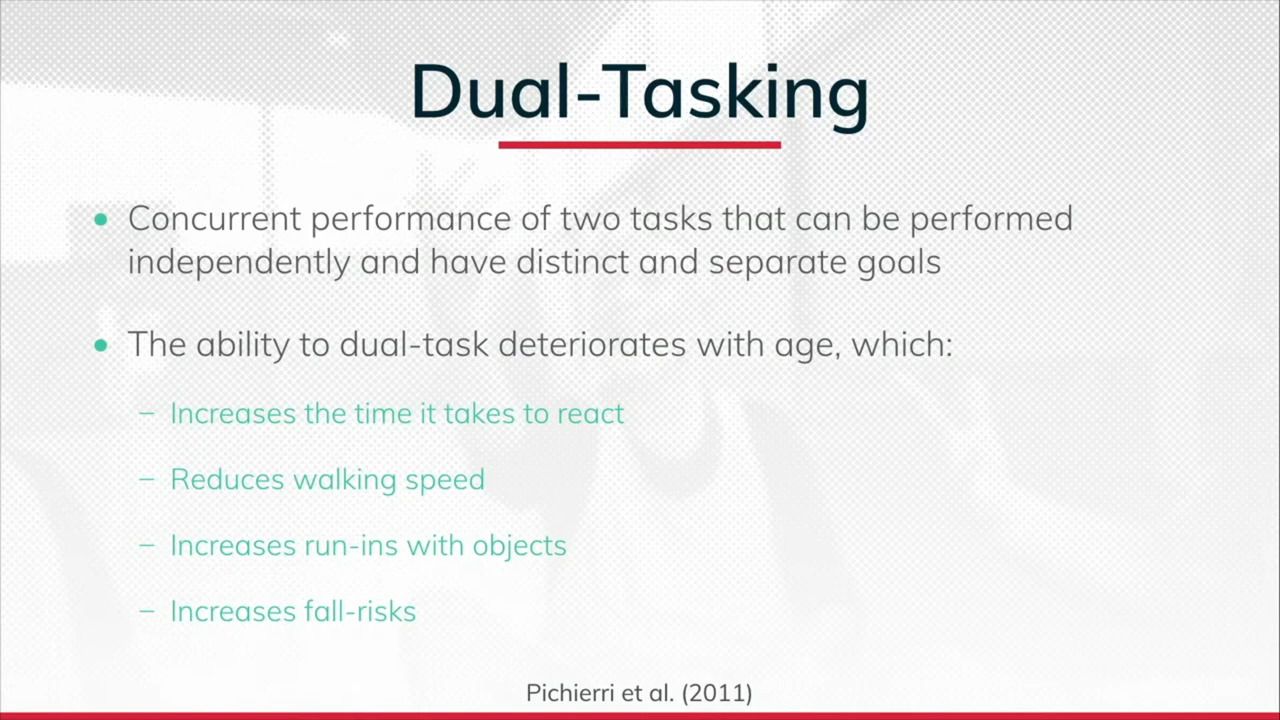 Dual-Tasking
• Concurrent performance of two tasks that can be performed
independently and have distinct and separate goals
• The ability to dual-task deteriorates with age, which:
– Increases the time it takes to react
– Reduces walking speed
– Increases run-ins with objects
– Increases fall-risks
Pichierri et al. (2011)